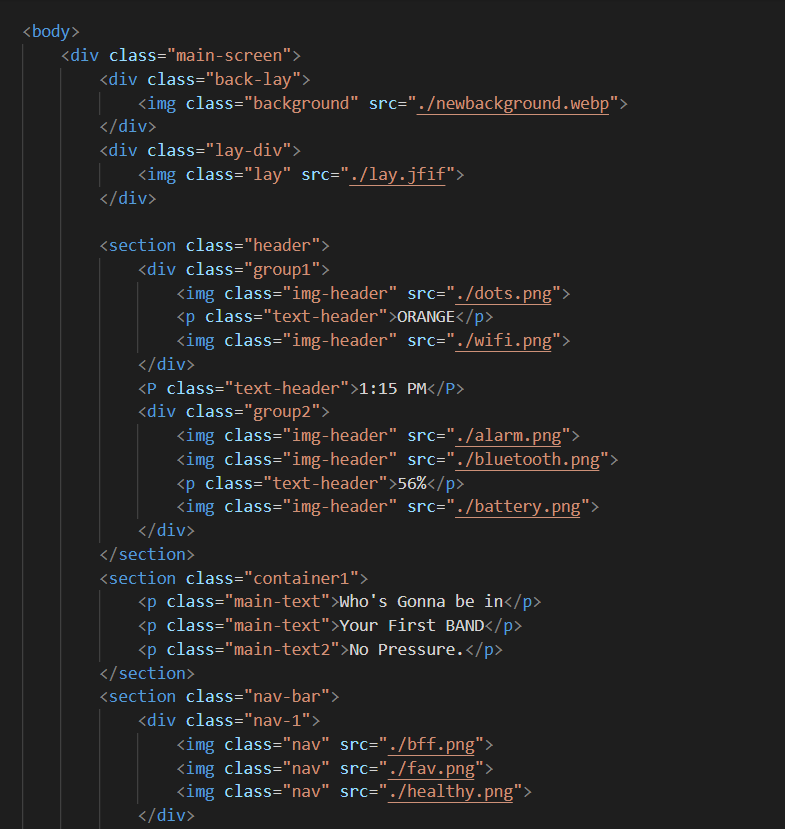 <body>
<div class="main-screen">
<div class="back-lay">
<img class="background" src="./newbackground.webp">
</div>
<div class="lay-div">
<img class="lay" src="./lay.jfif">
</div>
<section class="header">
<div class="group1">
<img class="img-header" src="./dots.png">
<p class="text-header">ORANGE</p>
<img class="img-header" src="./wifi.png">
</div>
<P class="text-header">1:15 PM</P>
<div class="group2">
<img class="img-header" src="./alarm.png">
<img class="img-header" src="./bluetooth.png">
<p class="text-header">56%</p>
<img class="img-header" src="./battery.png">
</div>
</section>
<section class="container1">
<p class="main-text">Who's Gonna be in</p>
<p class="main-text">Your First BAND</p>
<p class="main-text2">No Pressure.</p>
</section>
<section class="nav-bar">
<div class="nav-1">
<img class="nav" src="./bff.png">
<img class="nav" src="./fav.png">
<img class="nav" src="./healthy.png">
</div>